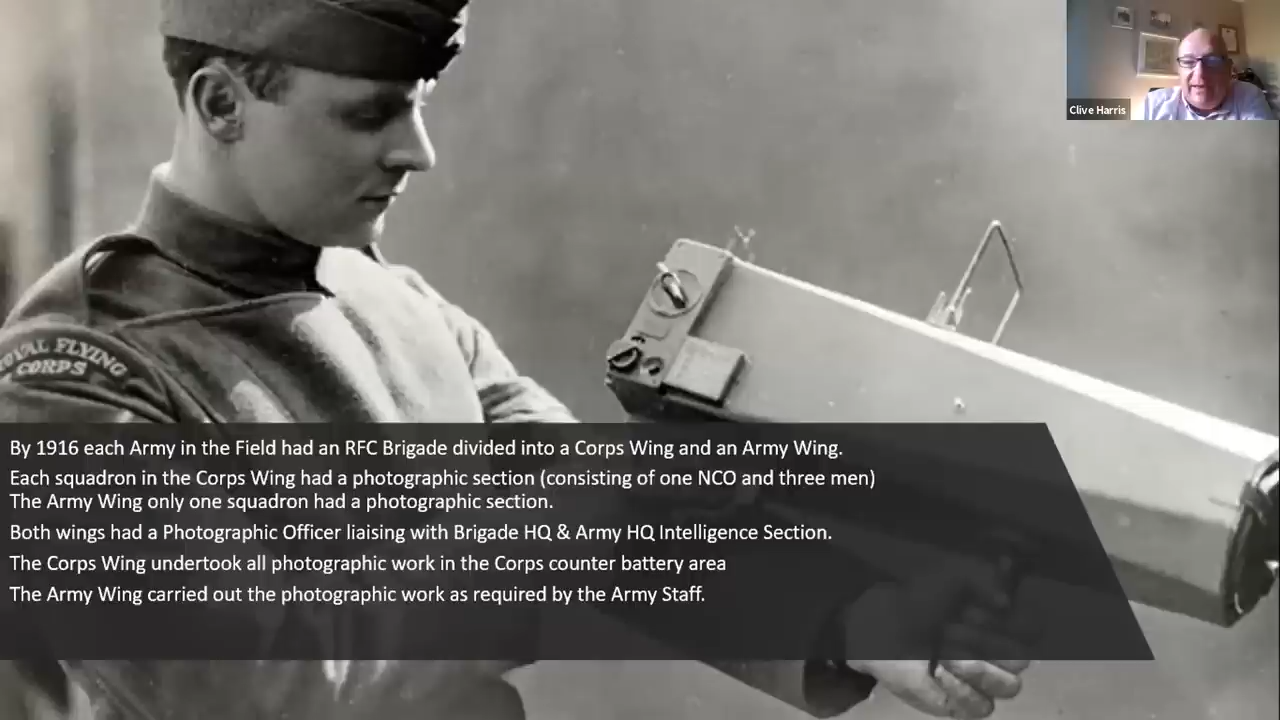 Clive Harris
ROYAL FLYING
CORPS
By 1916 each Army in the Field had an RFC Brigade divided into a Corps Wing and an Army Wing.
Each squadron in the Corps Wing had a photographic section (consisting of one NCO and three men)
The Army Wing only one squadron had a photographic section.
Both wings had a Photographic Officer liaising with Brigade HQ & Army HQ Intelligence Section.
The Corps Wing undertook all photographic work in the Corps counter battery area
The Army Wing carried out the photographic work as required by the Army Staff.